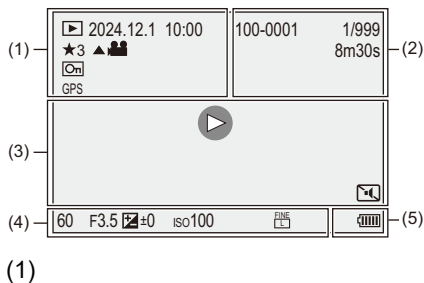 2024.12.1 10:00 100-0001 1/999
(1) ★3 8m30s (2)
On
GPS
(3)
(4) 60 F3.5 ±0 ISO100 FINE L (5)
(1)